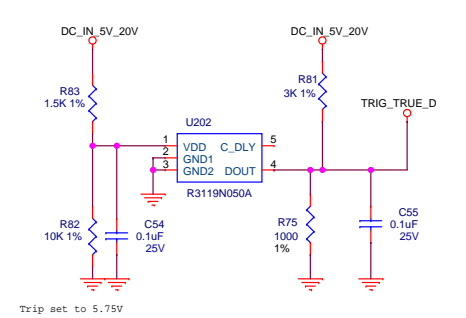 DC_IN_5V_20V
DC_IN_5V_20V
R83
1.5K 1%
R81
3K 1%
TRIG_TRUE_D
U202
1 VDD C_DLY 5
2 GND1
3 GND2 DOUT 4
R3119N050A
R82
10K 1%
C54
0.1uF
25V
R75
1000
1%
C55
0.1uF
25V
Trip set to 5.75V